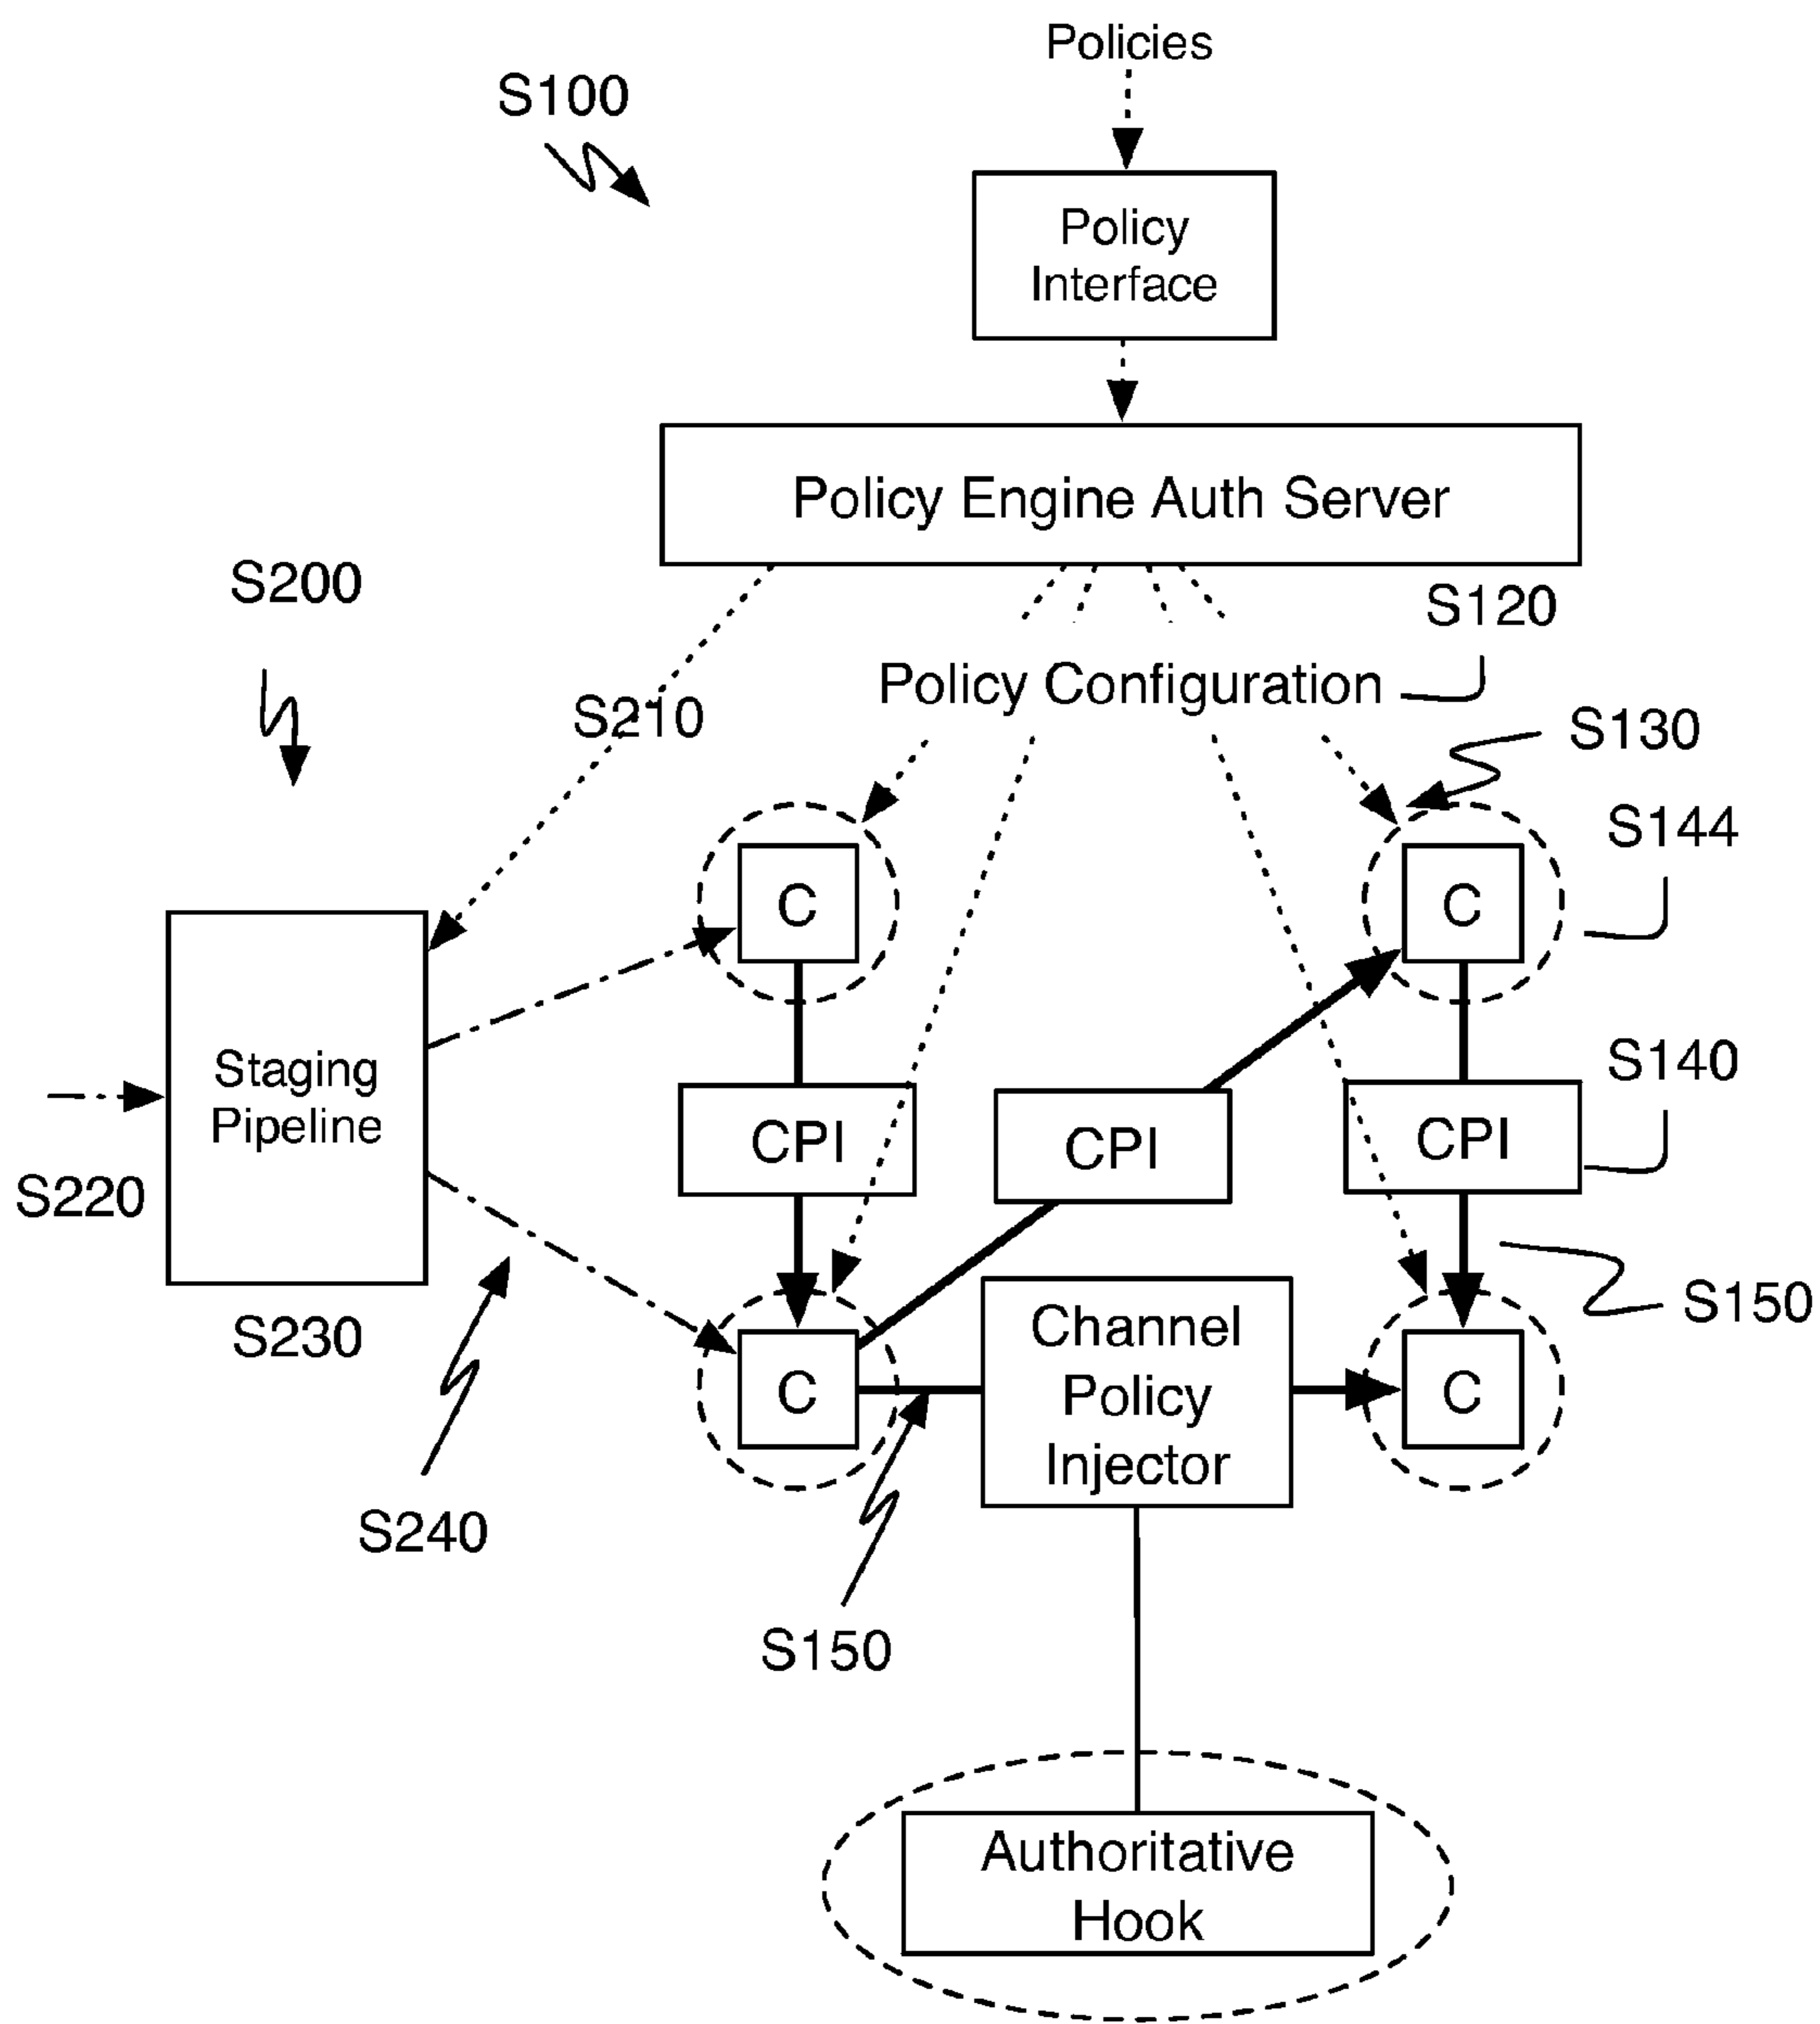 Policies
S100
Policy
Interface
Policy Engine Auth Server
S200
S120
Policy Configuration
S210
S130
S144
C
C
Staging
Pipeline
S140
CPI
CPI
CPI
S220
S230
S150
Channel
Policy
Injector
C
C
S240
S150
Authoritative
Hook